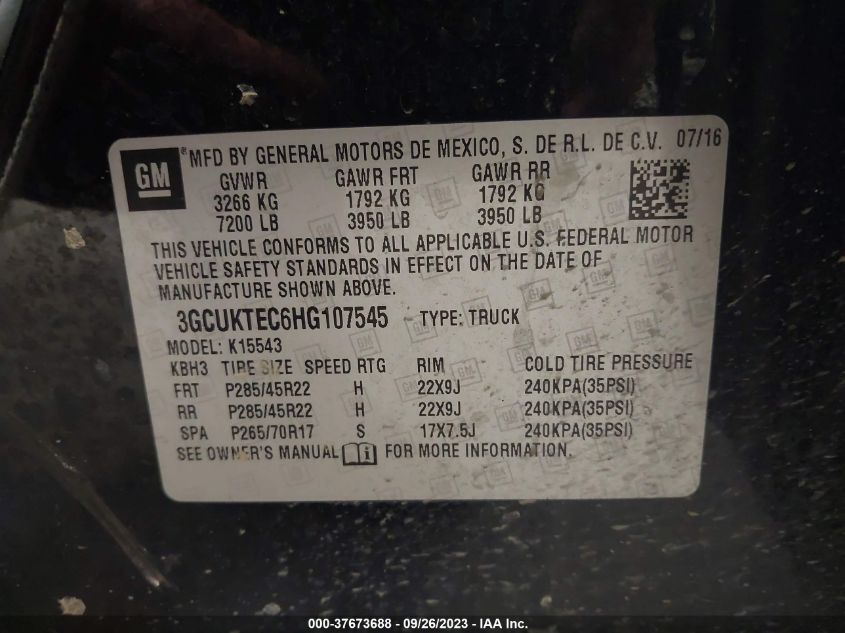 GM ® MFD BY GENERAL MOTORS DE MEXICO, S. DE R.L. DE C.V. 07/16
GVWR GAWR FRT GAWR RR
3266 KG 1792 KG 1792 KG
7200 LB 3950 LB 3950 LB
THIS VEHICLE CONFORMS TO ALL APPLICABLE U.S. FEDERAL MOTOR
VEHICLE SAFETY STANDARDS IN EFFECT ON THE DATE OF
MANUFACTURE SHOWN ABOVE.
3GCUKTEC6HG107545 TYPE: TRUCK
MODEL: K15543
KBH3 TIRE SIZE SPEED RTG RIM COLD TIRE PRESSURE
FRT P285/45R22 H 22X9J 240KPA(35PSI)
RR P285/45R22 H 22X9J 240KPA(35PSI)
SPA P265/70R17 S 17X7.5J 240KPA(35PSI)
SEE OWNER'S MANUAL i FOR MORE INFORMATION.
000-37673688 - 09/26/2023 - IAA Inc.